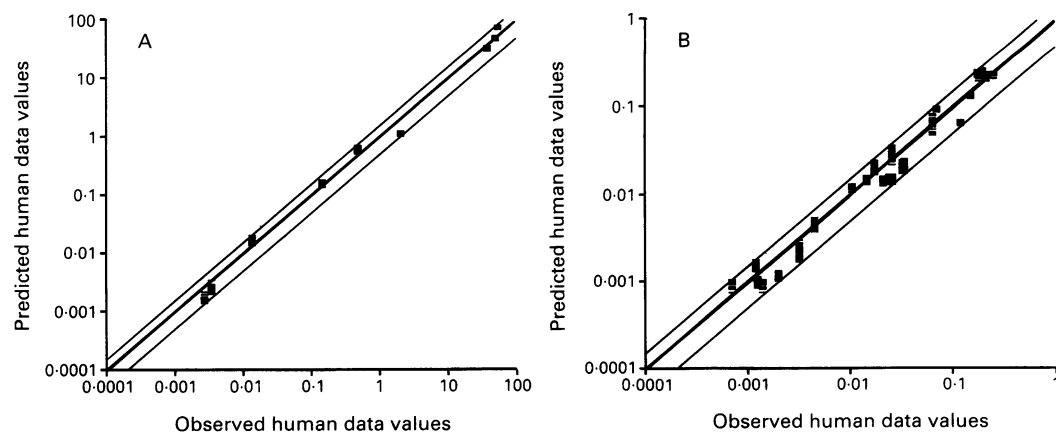 A
Predicted human data values
100
10
1
0·1
0·01
0·001
0·0001
0·0001 0·001 0·01 0·1 1 10 100
Observed human data values
B
Predicted human data values
1
0·1
0·01
0·001
0·0001
0·0001 0·001 0·01 0·1 1
Observed human data values